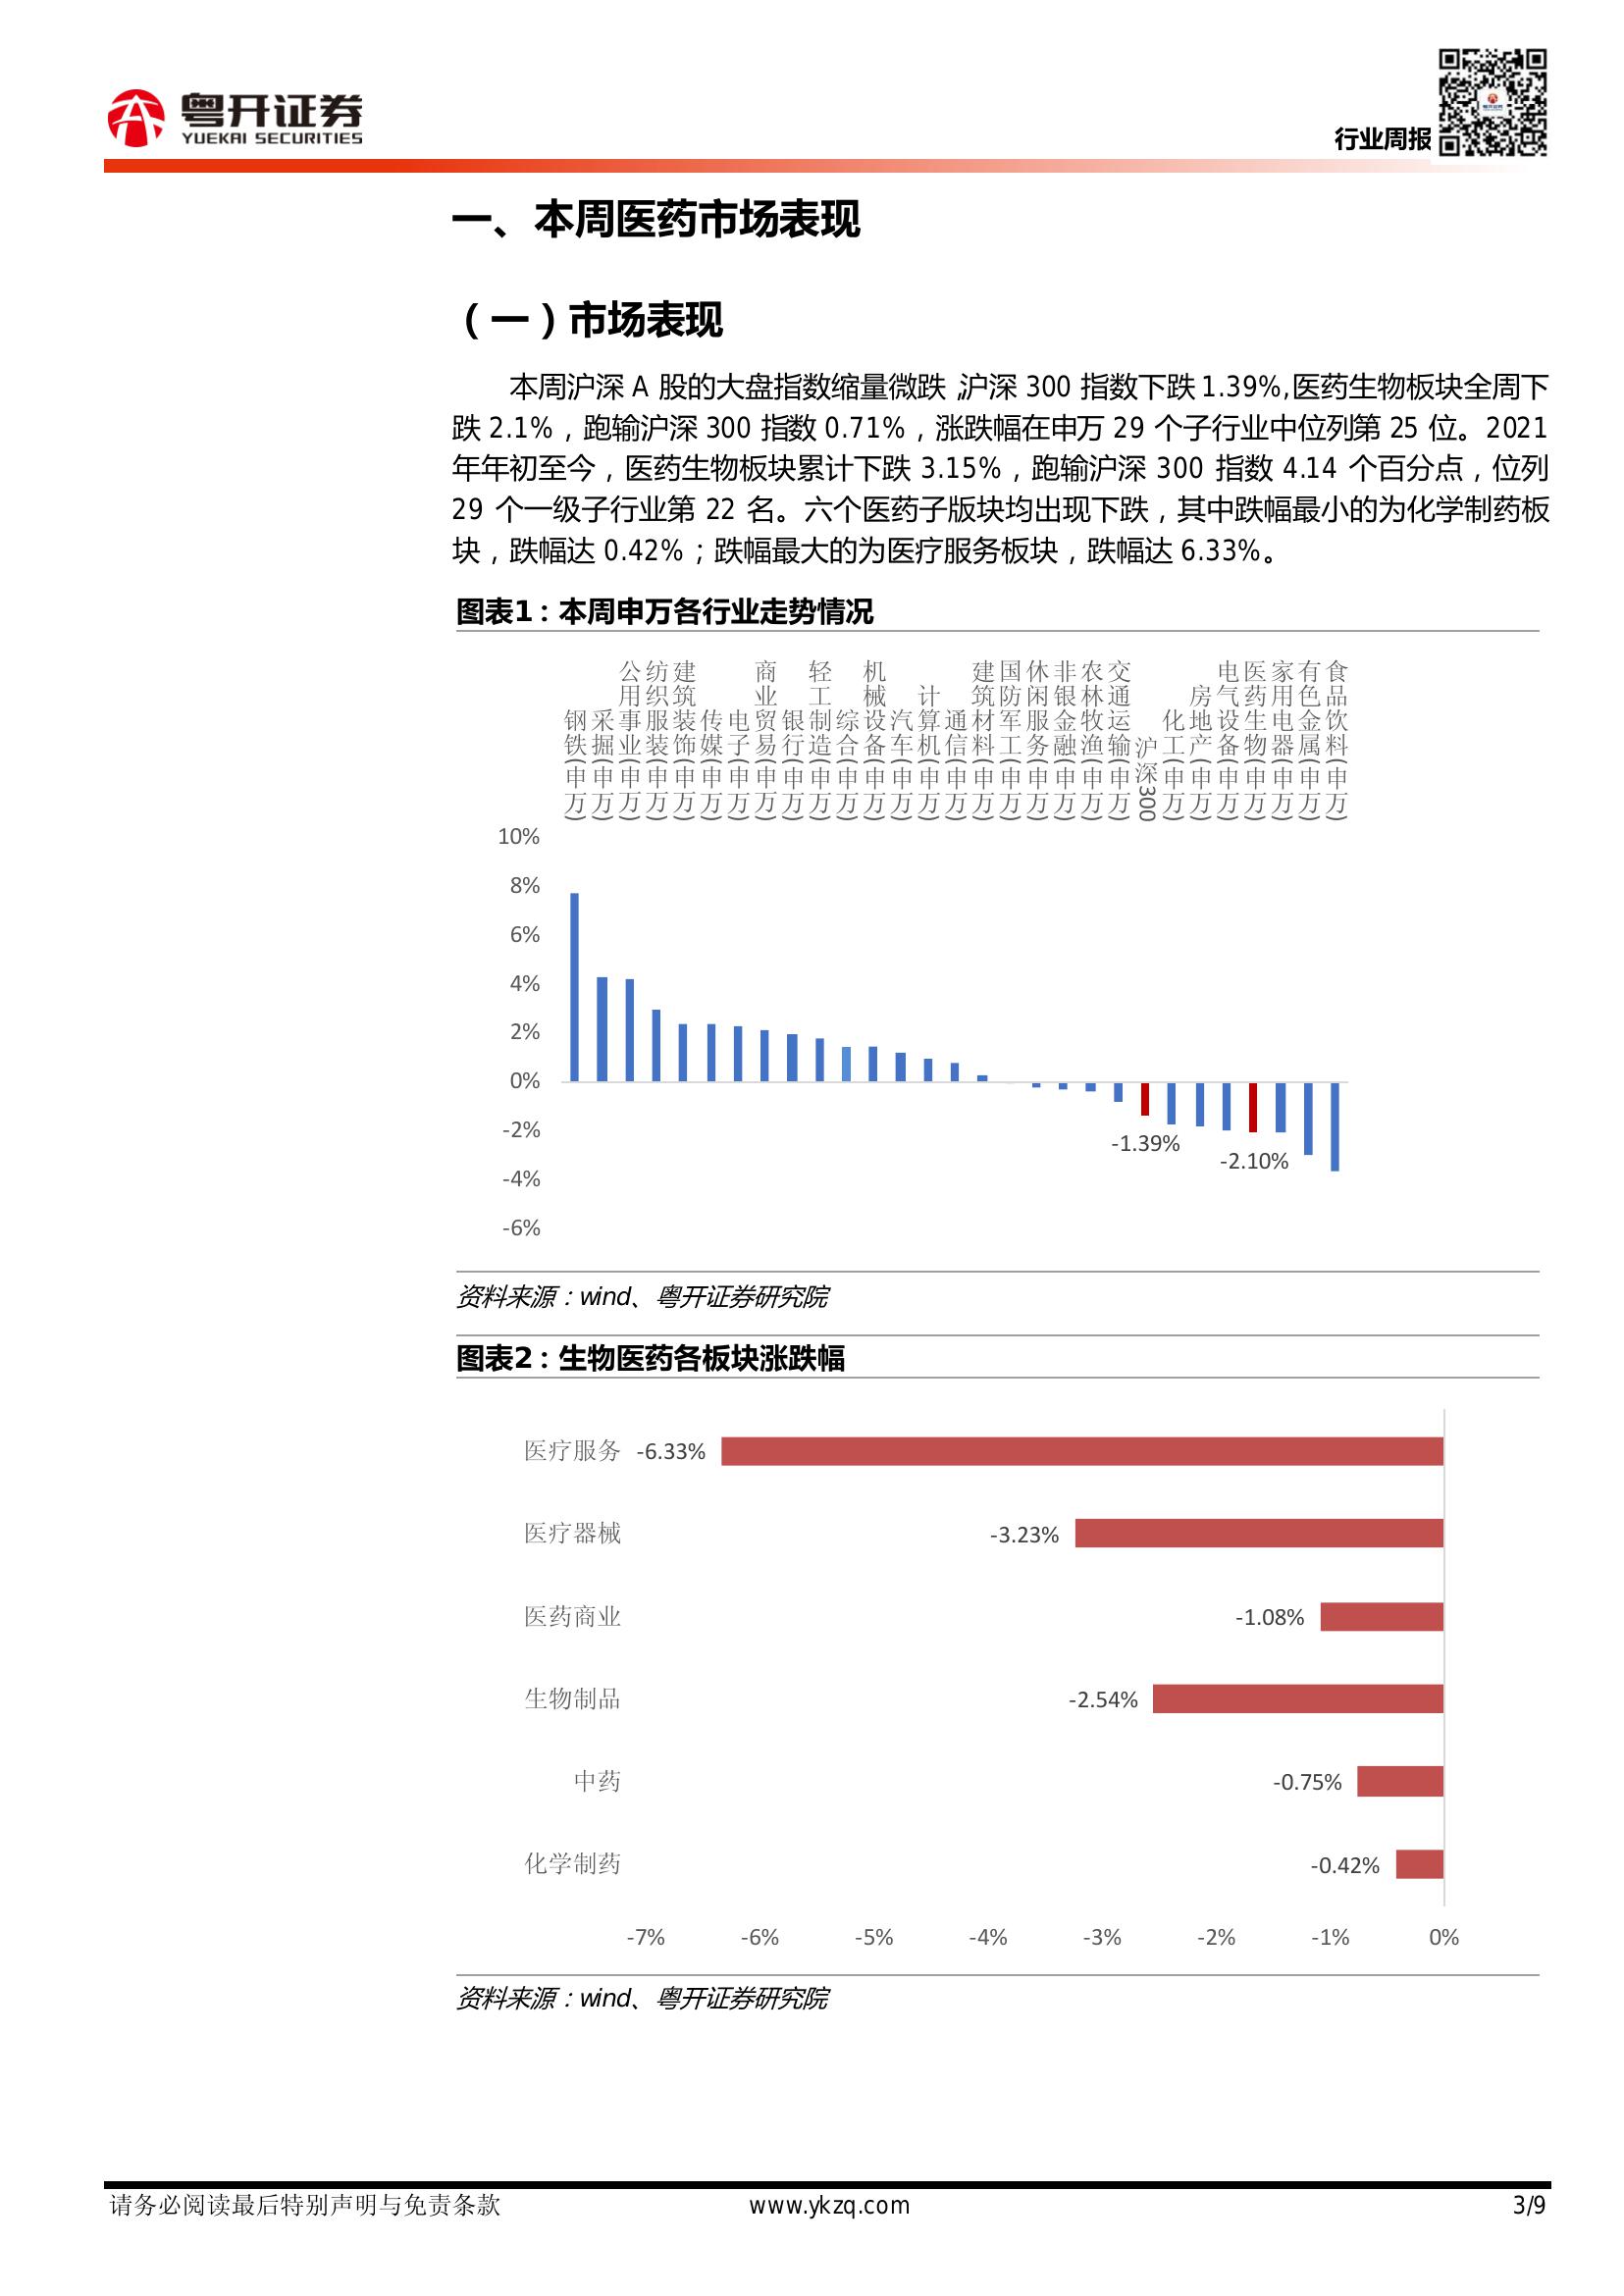 粤开证券
YUEKAI SECURITIES
行业周报
一、本周医药市场表现
（一）市场表现
本周沪深 A 股的大盘指数缩量微跌，沪深 300 指数下跌 1.39%,医药生物板块全周下
跌 2.1%，跑输沪深 300 指数 0.71%，涨跌幅在申万 29 个子行业中位列第 25 位。2021
年年初至今，医药生物板块累计下跌 3.15%，跑输沪深 300 指数 4.14 个百分点，位列
29 个一级子行业第 22 名。六个医药子版块均出现下跌，其中跌幅最小的为化学制药板
块，跌幅达 0.42%；跌幅最大的为医疗服务板块，跌幅达 6.33%。
图表1：本周申万各行业走势情况
钢铁(申万)
采掘(申万)
公用事业(申万)
纺织服装(申万)
建筑装饰(申万)
传媒(申万)
电子(申万)
商业贸易(申万)
银行(申万)
轻工制造(申万)
综合(申万)
机械设备(申万)
汽车(申万)
计算机(申万)
通信(申万)
建筑材料(申万)
国防军工(申万)
休闲服务(申万)
非银金融(申万)
农林牧渔(申万)
交通运输(申万)
沪深300
化工(申万)
房地产(申万)
电气设备(申万)
医药生物(申万)
家用电器(申万)
有色金属(申万)
食品饮料(申万)
10%
8%
6%
4%
2%
0%
-2%
-4%
-6%
-1.39%
-2.10%
资料来源：wind、粤开证券研究院
图表2：生物医药各板块涨跌幅
医疗服务 -6.33%
医疗器械 -3.23%
医药商业 -1.08%
生物制品 -2.54%
中药 -0.75%
化学制药 -0.42%
-7% -6% -5% -4% -3% -2% -1% 0%
资料来源：wind、粤开证券研究院
请务必阅读最后特别声明与免责条款 www.ykzq.com 3/9